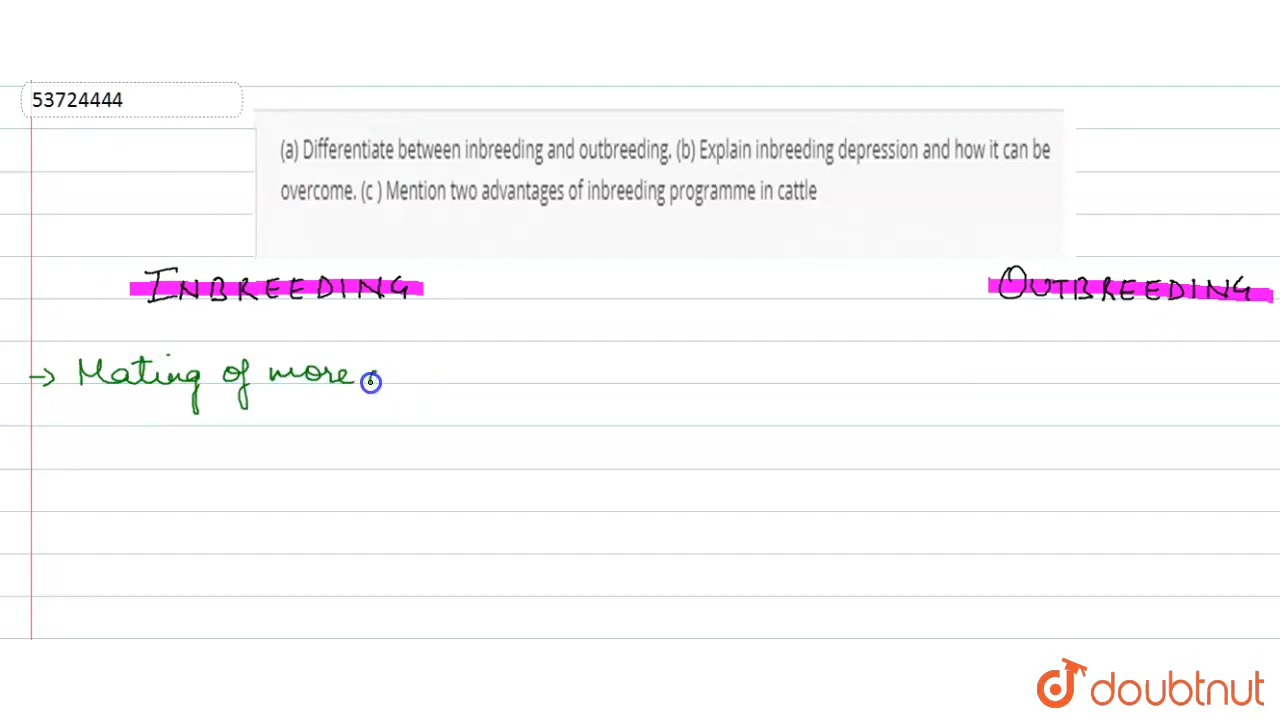 53724444
(a) Differentiate between inbreeding and outbreeding. (b) Explain inbreeding depression and how it can be
overcome. (c ) Mention two advantages of inbreeding programme in cattle
INBREEDING OUTBREEDING
→ Mating of more
doubtnut